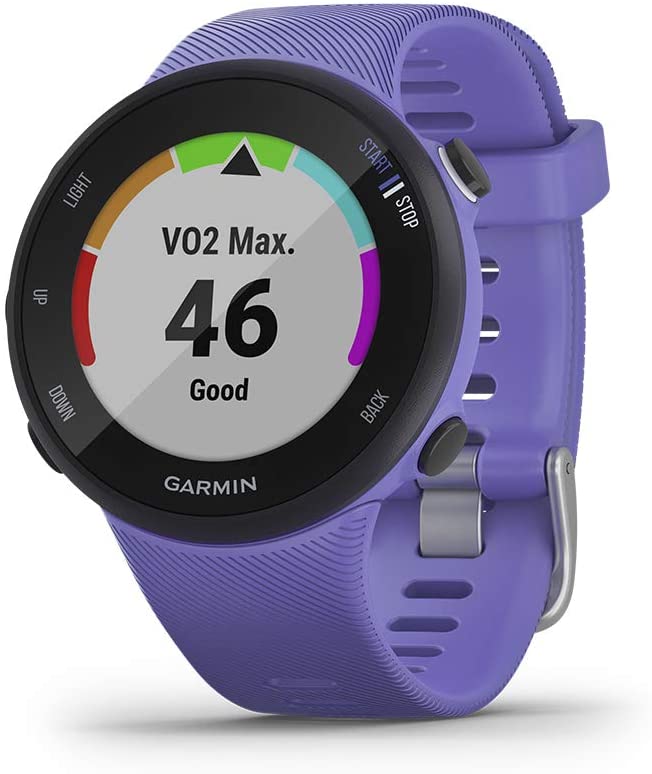 LIGHT
UP
DOWN
START
STOP
BACK
VO2 Max.
46
Good
GARMIN